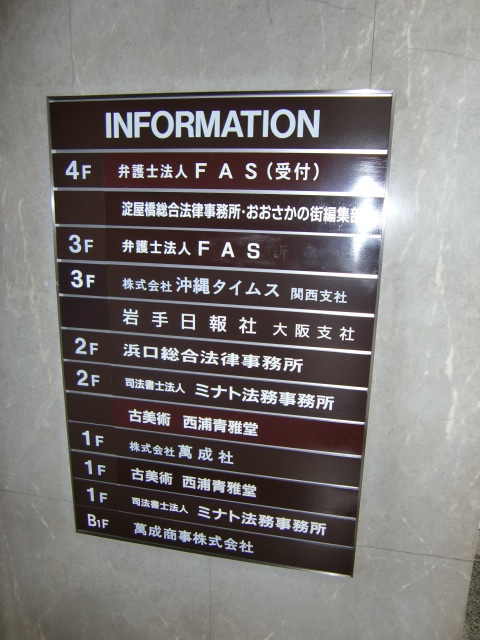 INFORMATION
4F 弁護士法人 FAS(受付)
淀屋橋総合法律事務所・おおさかの街編集部
3F 弁護士法人 FAS
3F 株式会社 沖縄タイムス 関西支社
岩手日報社 大阪支社
2F 浜口総合法律事務所
2F 司法書士法人 ミナト法務事務所
古美術 西浦青雅堂
1F 株式会社 萬成社
1F 古美術 西浦青雅堂
1F 司法書士法人 ミナト法務事務所
B1F 萬成商事株式会社